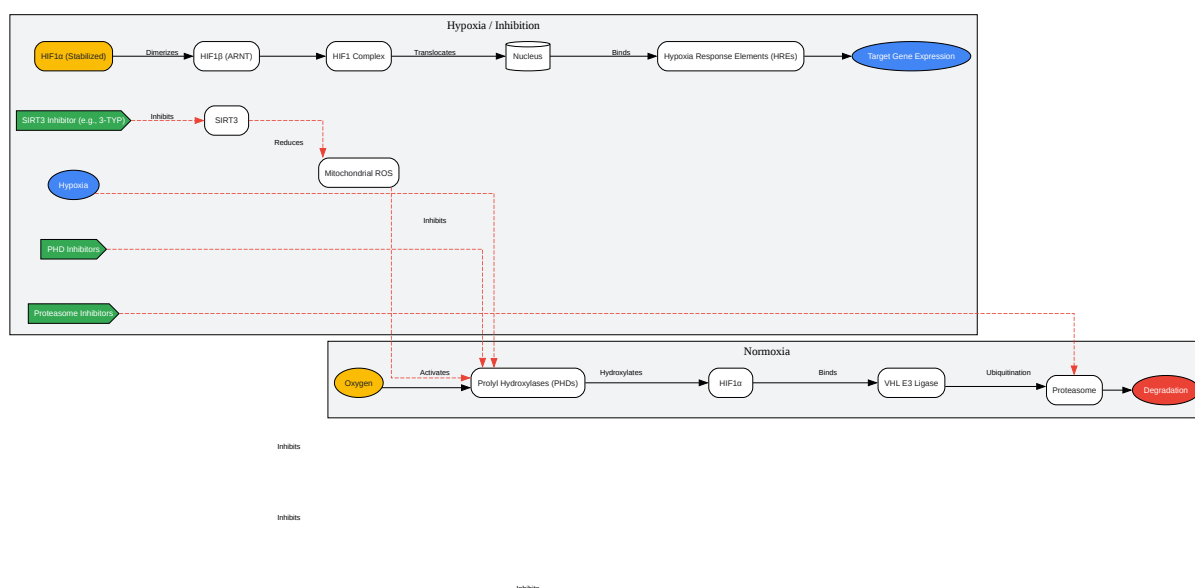 Hypoxia / Inhibition
HIF1α (Stabilized)
Dimerizes
HIF1β (ARNT)
HIF1 Complex
Translocates
Nucleus
Binds
Hypoxia Response Elements (HREs)
Target Gene Expression
SIRT3 Inhibitor (e.g., 3-TYP)
Inhibits
SIRT3
Reduces
Mitochondrial ROS
Hypoxia
Inhibits
PHD Inhibitors
Proteasome Inhibitors
Normoxia
Oxygen
Activates
Prolyl Hydroxylases (PHDs)
Hydroxylates
HIF1α
Binds
VHL E3 Ligase
Ubiquitination
Proteasome
Degradation
Inhibits
Inhibits
Inhibits